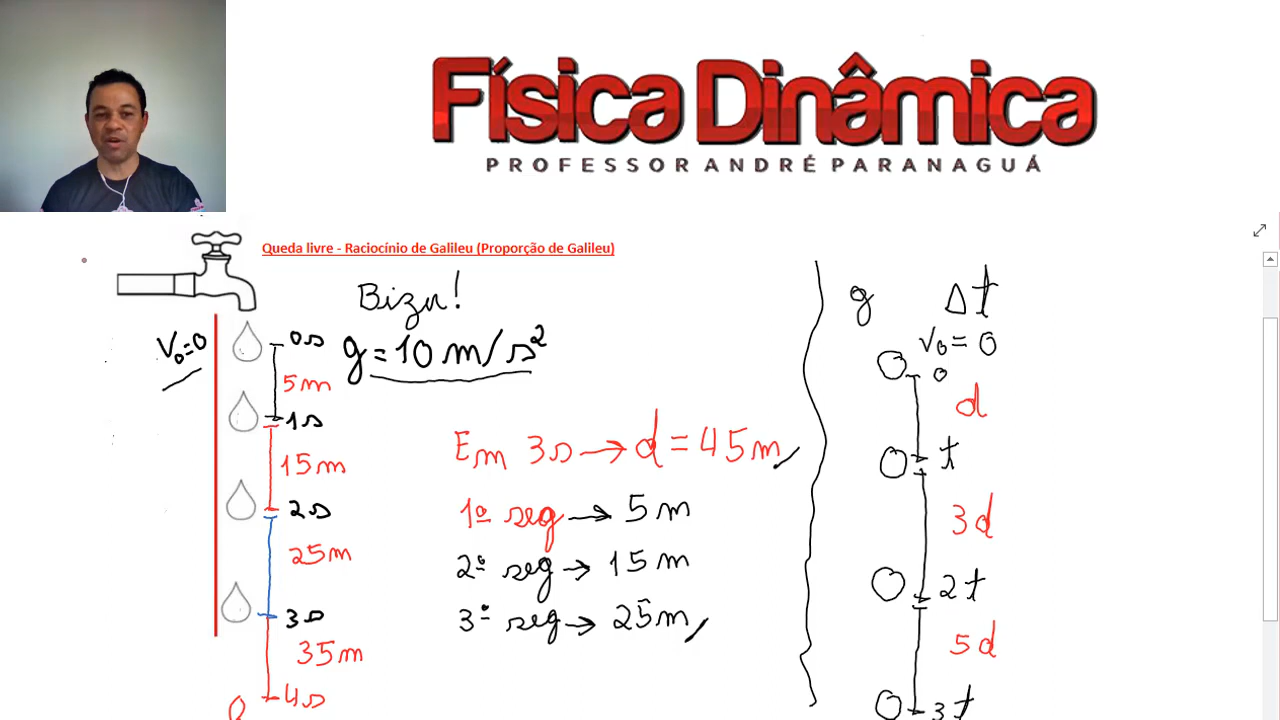 Física Dinâmica
PROFESSOR ANDRÉ PARANAGUÁ
Queda livre - Raciocínio de Galileu (Proporção de Galileu)
Bizu!
g = 10 m/s²
V₀=0
0s
5m
1s
15m
2s
25m
3s
35m
4s
Em 3s → d = 45m
1º seg → 5m
2º seg → 15m
3º seg → 25m
g Δt
V₀ = 0
0
d
t
3d
2t
5d
3t